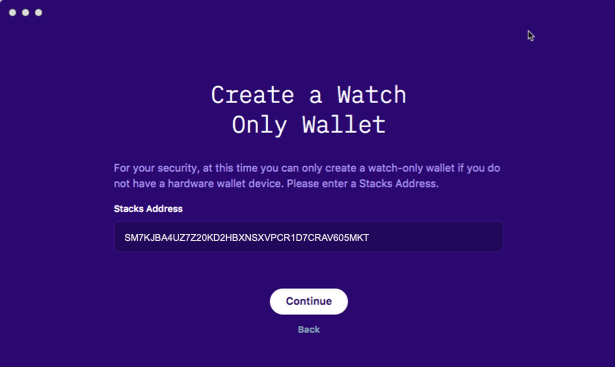 Create a Watch
Only Wallet
For your security, at this time you can only create a watch-only wallet if you do
not have a hardware wallet device. Please enter a Stacks Address.
Stacks Address
SM7KJBA4UZ7Z20KD2HBXNSXVPCR1D7CRAV605MKT
Continue
Back